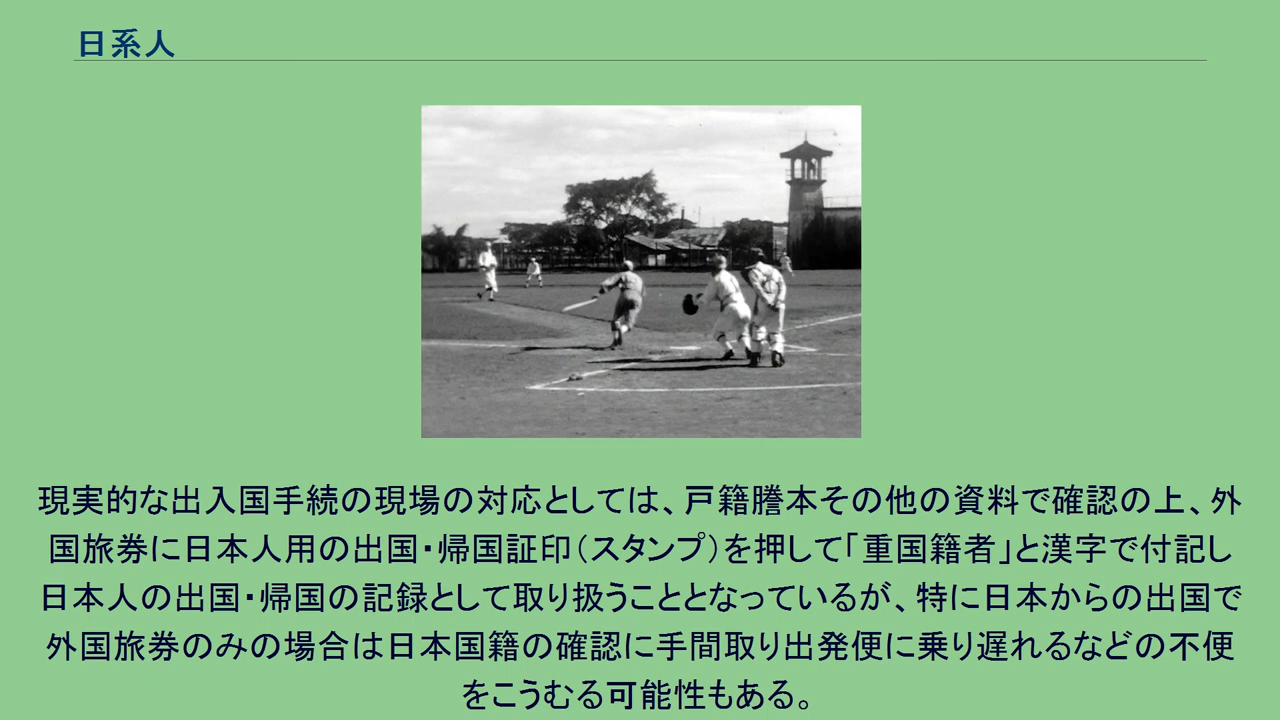 日系人
現実的な出入国手続の現場の対応としては、戸籍謄本その他の資料で確認の上、外
国旅券に日本人用の出国・帰国証印(スタンプ)を押して「重国籍者」と漢字で付記し
日本人の出国・帰国の記録として取り扱うこととなっているが、特に日本からの出国で
外国旅券のみの場合は日本国籍の確認に手間取り出発便に乗り遅れるなどの不便
をこうむる可能性もある。